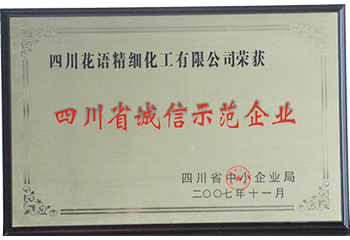 四川花语精细化工有限公司荣获
四川省诚信示范企业
四川省中小企业局
二〇〇七年十一月